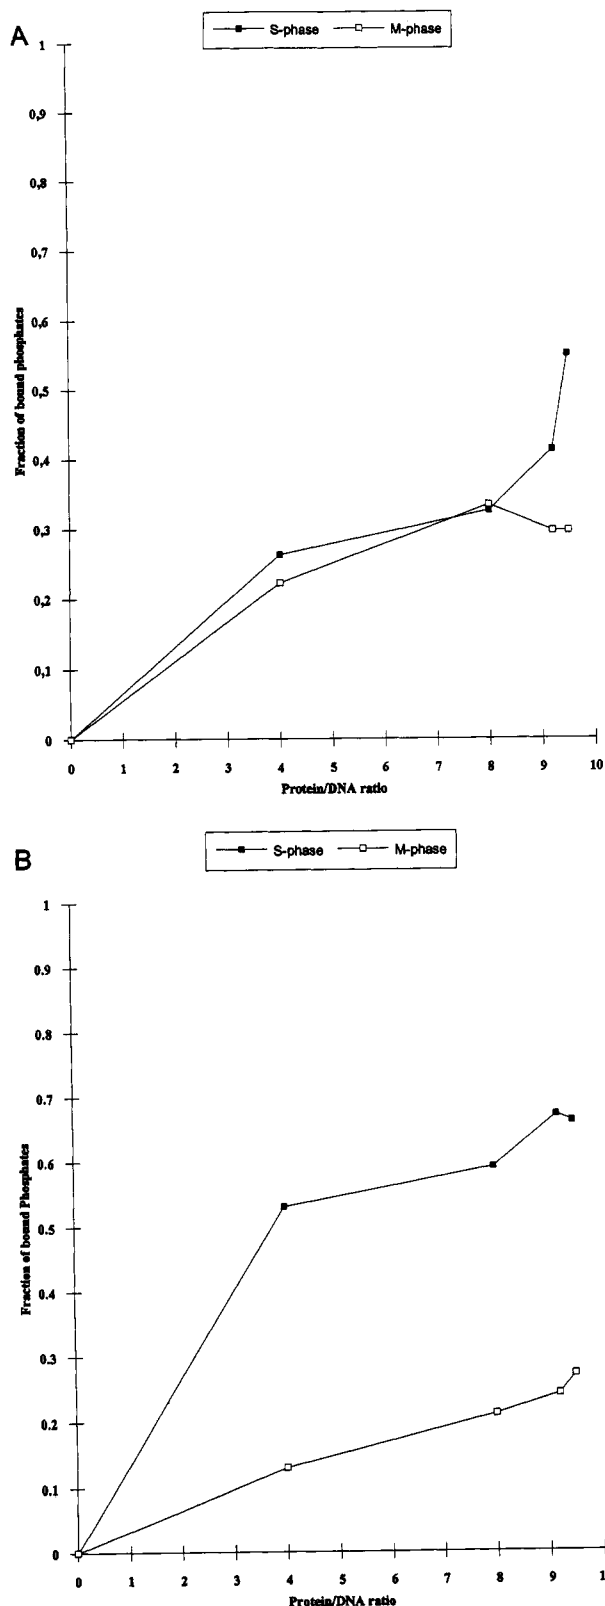 A
S-phase M-phase
1
0,9
0,8
0,7
0,6
0,5
0,4
0,3
0,2
0,1
0
Fraction of bound phosphates
0 1 2 3 4 5 6 7 8 9 10
Protein/DNA ratio
B
S-phase M-phase
1
0.9
0.8
0.7
0.6
0.5
0.4
0.3
0.2
0.1
0
Fraction of bound Phosphates
0 1 2 3 4 5 6 7 8 9 1
Protein/DNA ratio